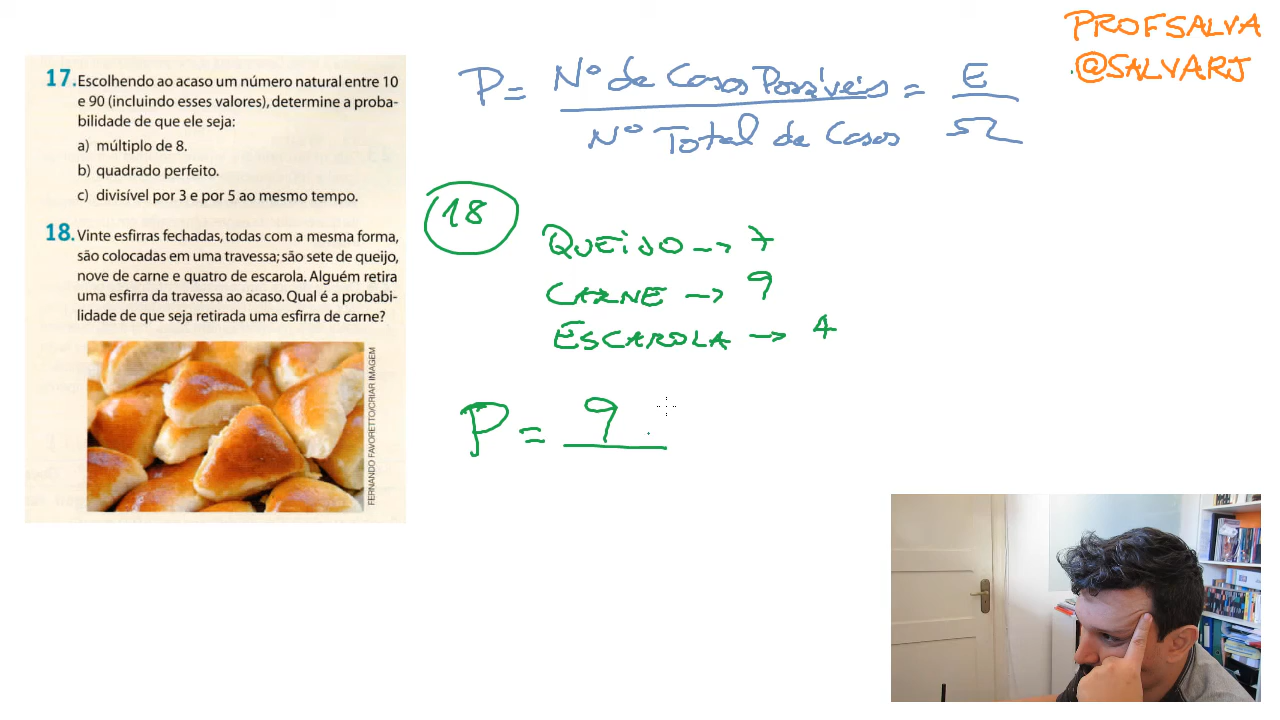 PROFSALVA
@SALVARJ
17. Escolhendo ao acaso um número natural entre 10
e 90 (incluindo esses valores), determine a proba-
bilidade de que ele seja:
a) múltiplo de 8.
b) quadrado perfeito.
c) divisível por 3 e por 5 ao mesmo tempo.
18. Vinte esfirras fechadas, todas com a mesma forma,
são colocadas em uma travessa; são sete de queijo,
nove de carne e quatro de escarola. Alguém retira
uma esfirra da travessa ao acaso. Qual é a probabi-
lidade de que seja retirada uma esfirra de carne?
FERNANDO FAVORETTO/CRIAR IMAGEM
P = Nº de Casos Possíveis = E
Nº Total de Casos Ω
18
QUEIJO → 7
CARNE → 9
ESCAROLA → 4
P = 9